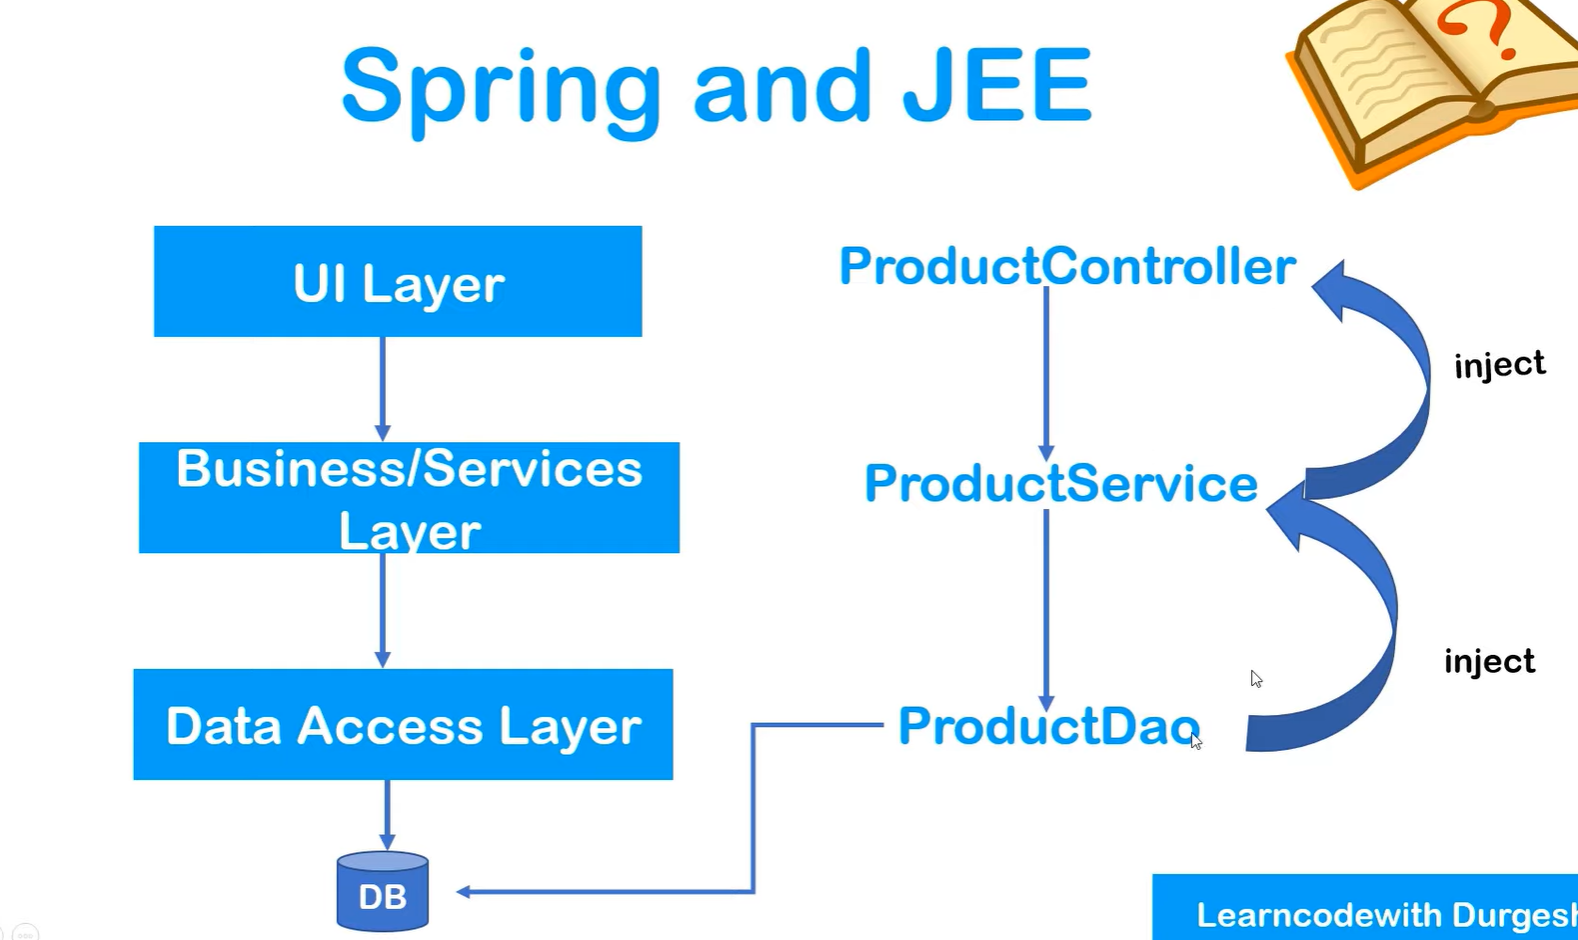 Spring and JEE
?
UI Layer
Business/Services
Layer
Data Access Layer
DB
ProductController
inject
ProductService
inject
ProductDao
Learncodewith Durgesh